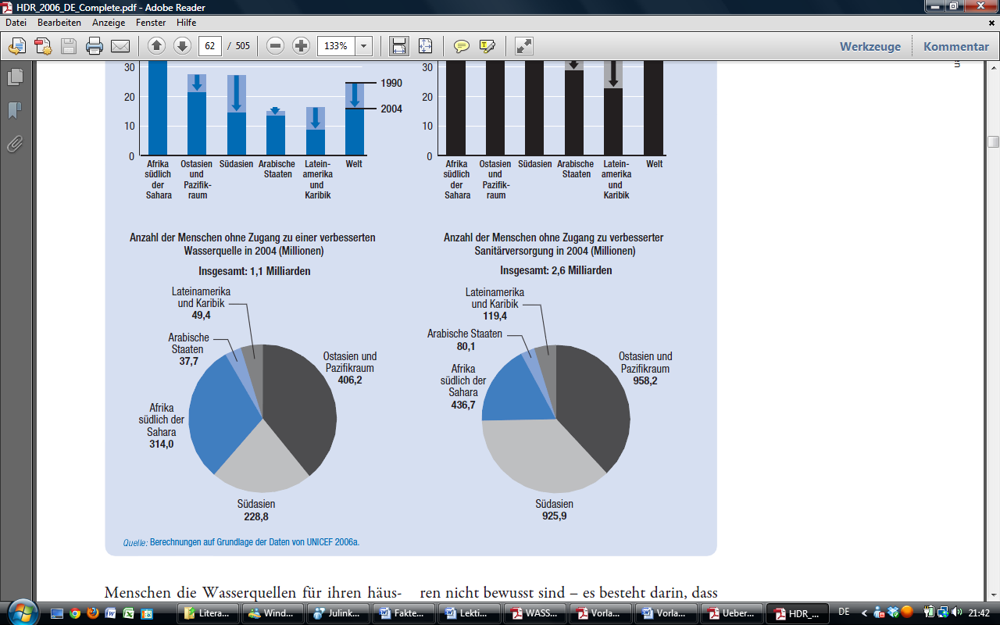 HDR_2006_DE_Complete.pdf - Adobe Reader
Datei Bearbeiten Anzeige Fenster Hilfe
62 / 505 133% Werkzeuge Kommentar
30
20
10
0
1990
2004
Afrika
südlich
der
Sahara
Ostasien
und
Pazifik-
raum
Südasien
Arabische
Staaten
Latein-
amerika
und
Karibik
Welt
30
20
10
0
Afrika
südlich
der
Sahara
Ostasien
und
Pazifik-
raum
Südasien
Arabische
Staaten
Latein-
amerika
und
Karibik
Welt
Anzahl der Menschen ohne Zugang zu einer verbesserten
Wasserquelle in 2004 (Millionen)
Insgesamt: 1,1 Milliarden
Lateinamerika
und Karibik
49,4
Arabische
Staaten
37,7
Ostasien und
Pazifikraum
406,2
Afrika
südlich der
Sahara
314,0
Südasien
228,8
Anzahl der Menschen ohne Zugang zu verbesserter
Sanitärversorgung in 2004 (Millionen)
Insgesamt: 2,6 Milliarden
Lateinamerika
und Karibik
119,4
Arabische Staaten
80,1
Ostasien und
Pazifikraum
958,2
Afrika
südlich der
Sahara
436,7
Südasien
925,9
Quelle: Berechnungen auf Grundlage der Daten von UNICEF 2006a.
Menschen die Wasserquellen für ihren häus-
ren nicht bewusst sind – es besteht darin, dass
Litera... Wind... Julink... Fakte... Lekti... WASS... Vorla... Vorla... Ueber... HDR_... DE 21:42